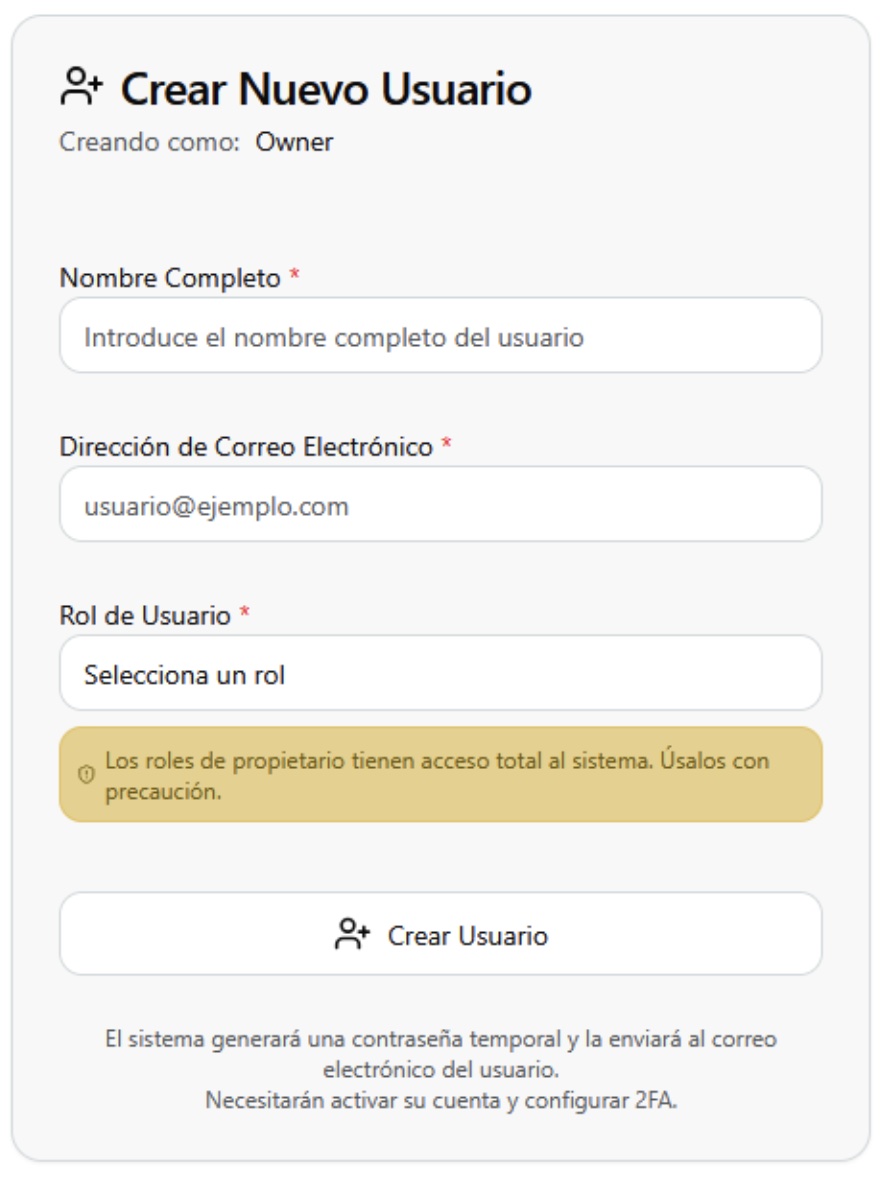 Crear Nuevo Usuario
Creando como: Owner
Nombre Completo *
Introduce el nombre completo del usuario
Dirección de Correo Electrónico *
usuario@ejemplo.com
Rol de Usuario *
Selecciona un rol
Los roles de propietario tienen acceso total al sistema. Úsalos con
precaución.
Crear Usuario
El sistema generará una contraseña temporal y la enviará al correo
electrónico del usuario.
Necesitarán activar su cuenta y configurar 2FA.